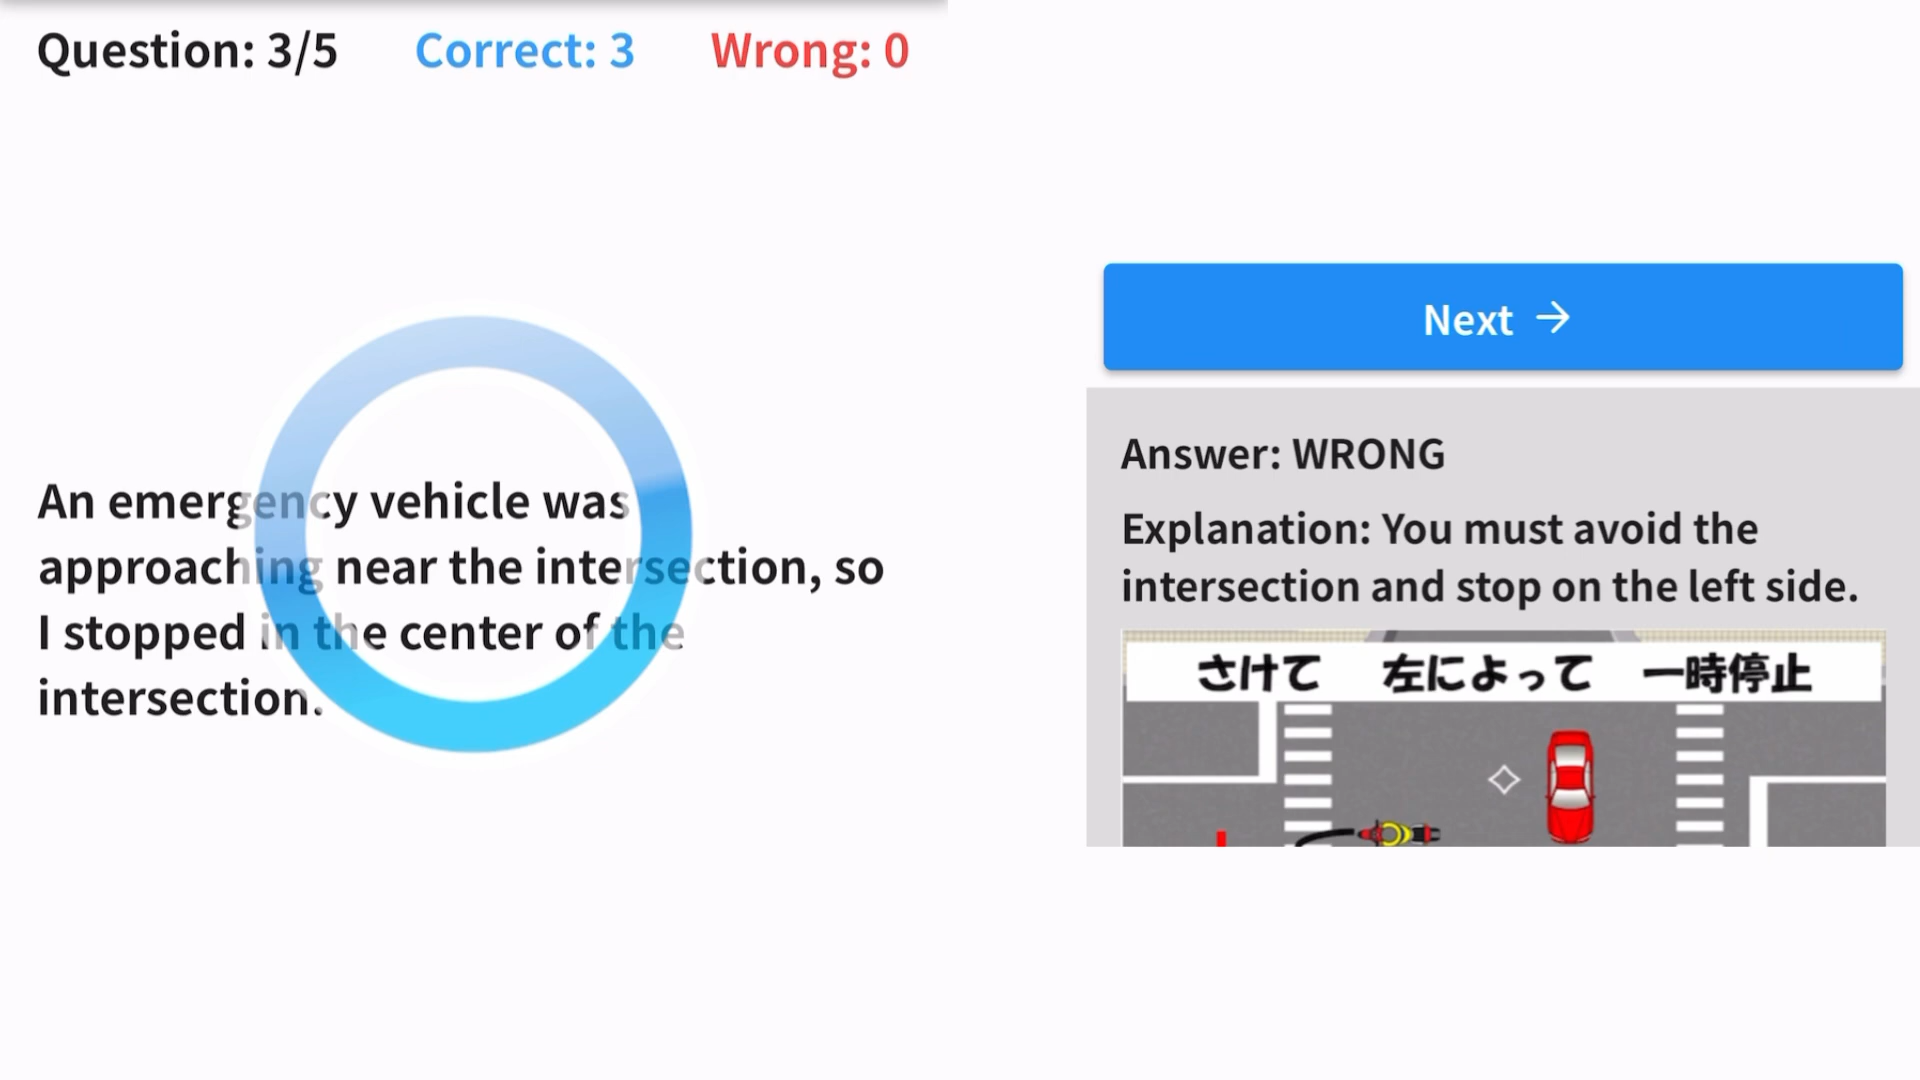 Question: 3/5 Correct: 3 Wrong: 0
An emergency vehicle was
approaching near the intersection, so
I stopped in the center of the
intersection.
Next →
Answer: WRONG
Explanation: You must avoid the
intersection and stop on the left side.
さけて 左によって 一時停止